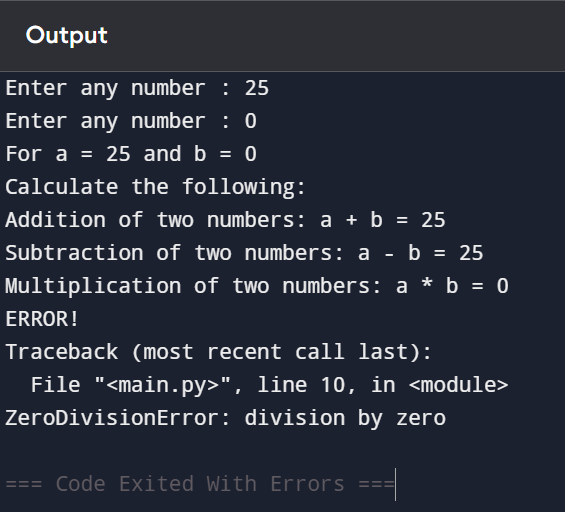 Output
Enter any number : 25
Enter any number : 0
For a = 25 and b = 0
Calculate the following:
Addition of two numbers: a + b = 25
Subtraction of two numbers: a - b = 25
Multiplication of two numbers: a * b = 0
ERROR!
Traceback (most recent call last):
  File "<main.py>", line 10, in <module>
ZeroDivisionError: division by zero
=== Code Exited With Errors ===